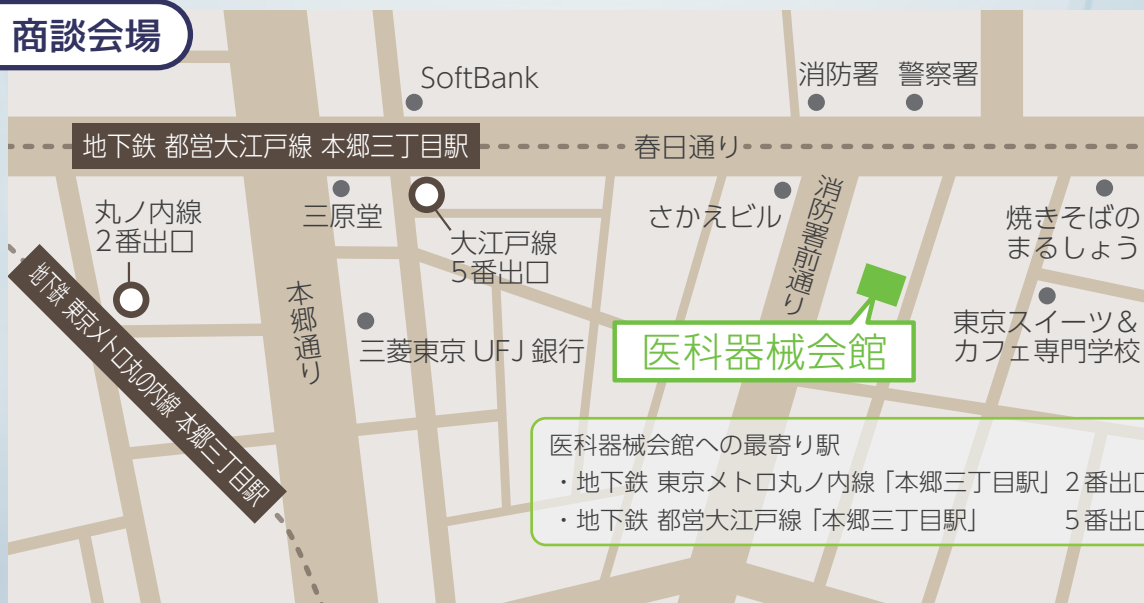 商談会場
SoftBank
消防署 警察署
地下鉄 都営大江戸線 本郷三丁目駅
春日通り
丸ノ内線
2番出口
三原堂
大江戸線
5番出口
さかえビル
消防署前通り
焼きそばの
まるしょう
地下鉄 東京メトロ丸の内線 本郷三丁目駅
本郷通り
三菱東京 UFJ 銀行
医科器械会館
東京スイーツ&
カフェ専門学校
医科器械会館への最寄り駅
・地下鉄 東京メトロ丸ノ内線「本郷三丁目駅」 2番出口
・地下鉄 都営大江戸線「本郷三丁目駅」 5番出口